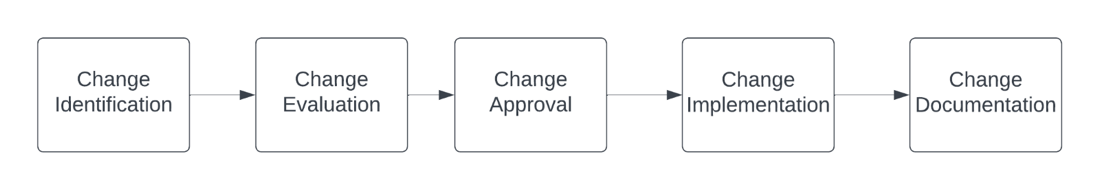 Change
Identification
Change
Evaluation
Change
Approval
Change
Implementation
Change
Documentation